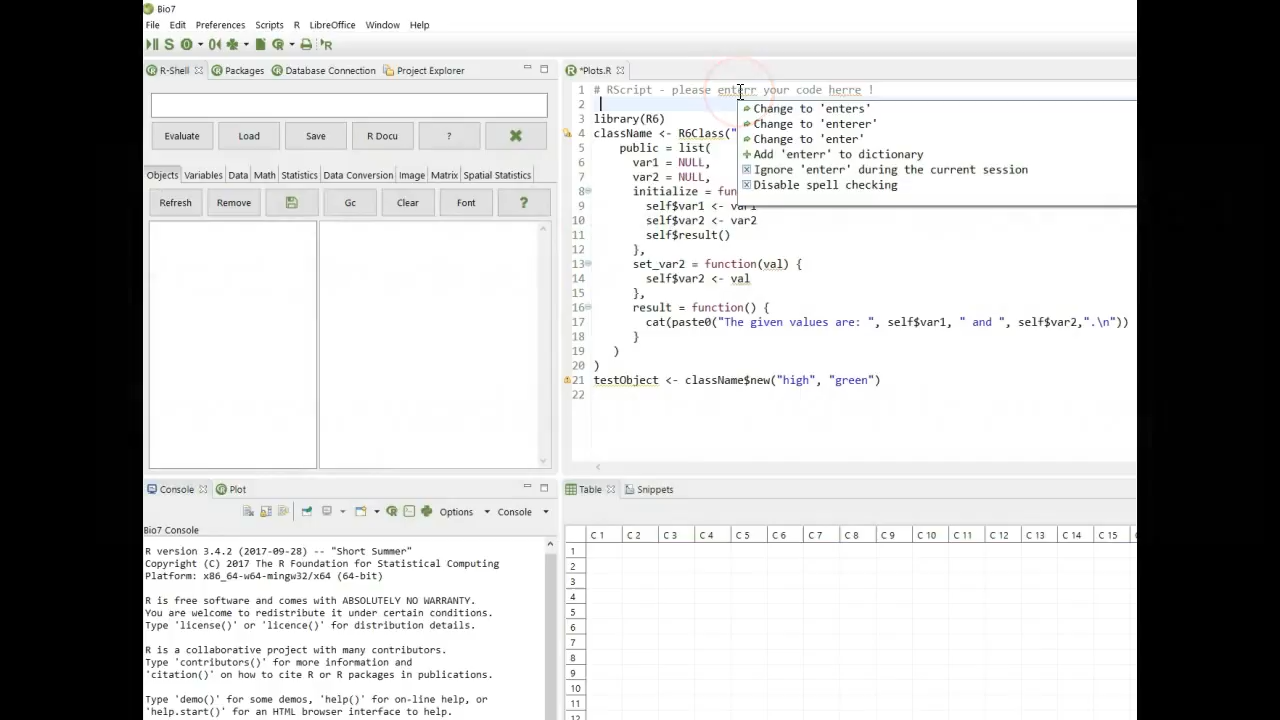 Bio7
File Edit Preferences Scripts R LibreOffice Window Help
R-Shell Packages Database Connection Project Explorer
Evaluate Load Save R Docu ?
Objects Variables Data Math Statistics Data Conversion Image Matrix Spatial Statistics
Refresh Remove Gc Clear Font ?
*Plots.R
1 # RScript - please enterr your code herre !
2
3 library(R6)
4 className <- R6Class("
5 public = list(
6 var1 = NULL,
7 var2 = NULL,
8 initialize = fun
9 self$var1 <- var1
10 self$var2 <- var2
11 self$result()
12 },
13 set_var2 = function(val) {
14 self$var2 <- val
15 },
16 result = function() {
17 cat(paste0("The given values are: ", self$var1, " and ", self$var2,".\n"))
18 }
19 )
20 )
21 testObject <- className$new("high", "green")
22
Change to 'enters'
Change to 'enterer'
Change to 'enter'
Add 'enterr' to dictionary
Ignore 'enterr' during the current session
Disable spell checking
Console Plot
Options Console
Bio7 Console
R version 3.4.2 (2017-09-28) -- "Short Summer"
Copyright (C) 2017 The R Foundation for Statistical Computing
Platform: x86_64-w64-mingw32/x64 (64-bit)
R is free software and comes with ABSOLUTELY NO WARRANTY.
You are welcome to redistribute it under certain conditions.
Type 'license()' or 'licence()' for distribution details.
R is a collaborative project with many contributors.
Type 'contributors()' for more information and
'citation()' on how to cite R or R packages in publications.
Type 'demo()' for some demos, 'help()' for on-line help, or
'help.start()' for an HTML browser interface to help.
Table Snippets
C 1 C 2 C 3 C 4 C 5 C 6 C 7 C 8 C 9 C 10 C 11 C 12 C 13 C 14 C 15
1
2
3
4
5
6
7
8
9
10
11
12